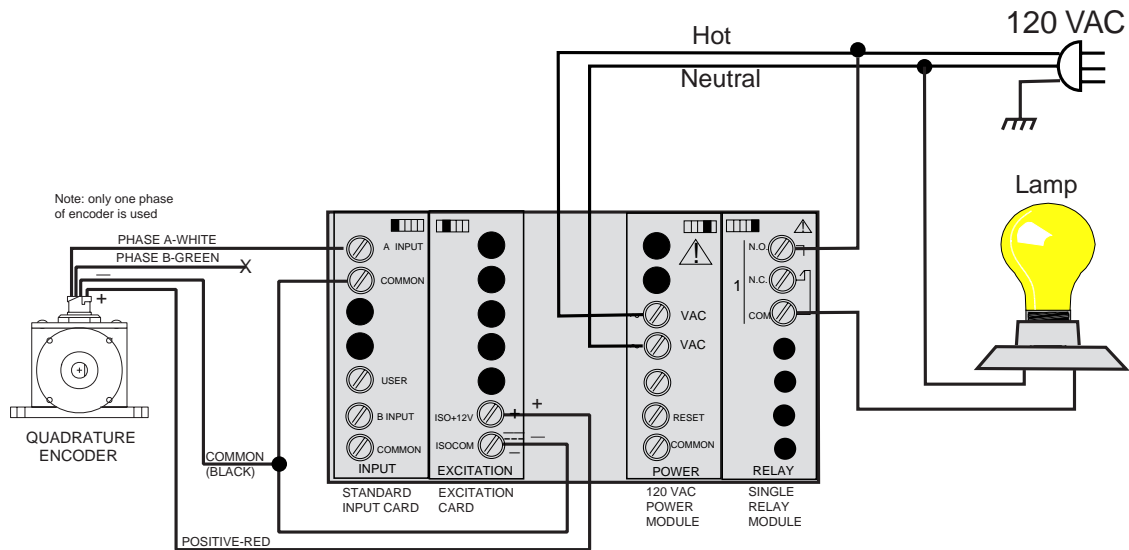 120 VAC
Hot
Neutral
Lamp
Note: only one phase
of encoder is used
PHASE A-WHITE
PHASE B-GREEN
X
+
QUADRATURE
ENCODER
COMMON
(BLACK)
POSITIVE-RED
A INPUT
COMMON
USER
B INPUT
COMMON
INPUT
STANDARD
INPUT CARD
ISO+12V
+
+
ISOCOM
EXCITATION
EXCITATION
CARD
VAC
VAC
RESET
COMMON
POWER
120 VAC
POWER
MODULE
1
N.O.
N.C.
COM
RELAY
SINGLE
RELAY
MODULE